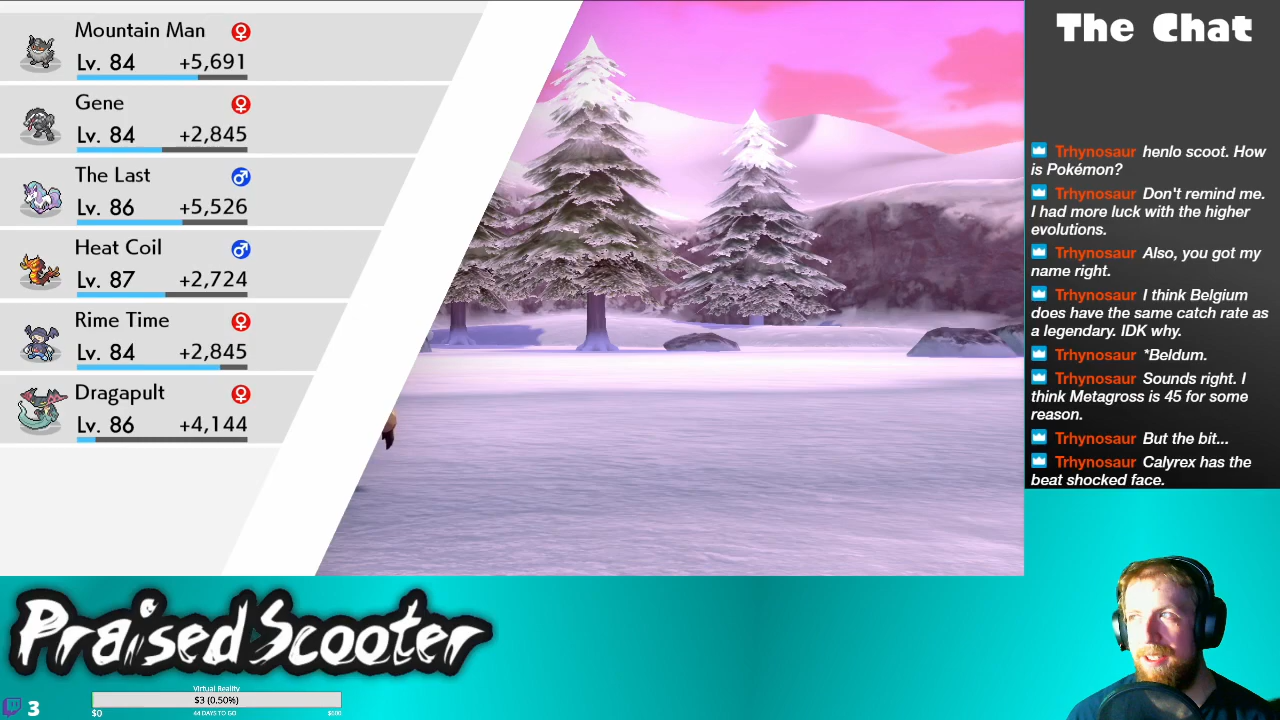 Mountain Man
Lv. 84 +5,691
Gene
Lv. 84 +2,845
The Last
Lv. 86 +5,526
Heat Coil
Lv. 87 +2,724
Rime Time
Lv. 84 +2,845
Dragapult
Lv. 86 +4,144
The Chat
Trhynosaur henlo scoot. How
is Pokémon?
Trhynosaur Don't remind me.
I had more luck with the higher
evolutions.
Trhynosaur Also, you got my
name right.
Trhynosaur I think Belgium
does have the same catch rate as
a legendary. IDK why.
Trhynosaur *Beldum.
Trhynosaur Sounds right. I
think Metagross is 45 for some
reason.
Trhynosaur But the bit...
Trhynosaur Calyrex has the
beat shocked face.
PraisedScooter
3
Virtual Reality
$3 (0.50%)
$0 44 DAYS TO GO